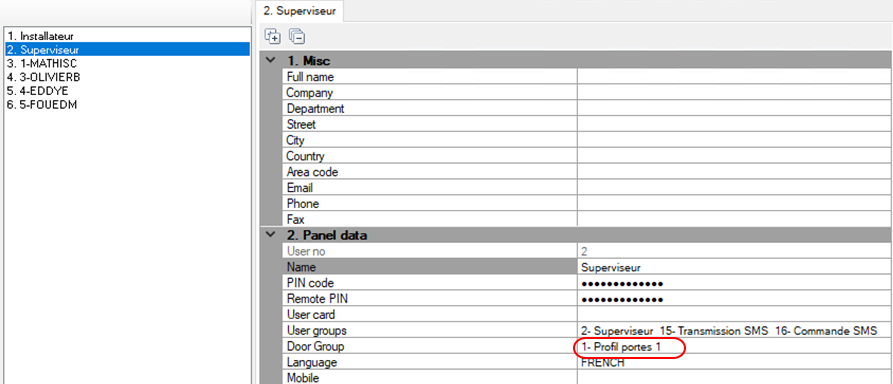 1. Installateur
2. Superviseur
3. 1-MATHISC
4. 3-OLIVIERB
5. 4-EDDYE
6. 5-FOUEDM
2. Superviseur
1. Misc
Full name
Company
Department
Street
City
Country
Area code
Email
Phone
Fax
2. Panel data
User no 2
Name Superviseur
PIN code •••••••••••••
Remote PIN •••••••••••••
User card
User groups 2- Superviseur 15- Transmission SMS 16- Commande SMS
Door Group 1- Profil portes 1
Language FRENCH
Mobile